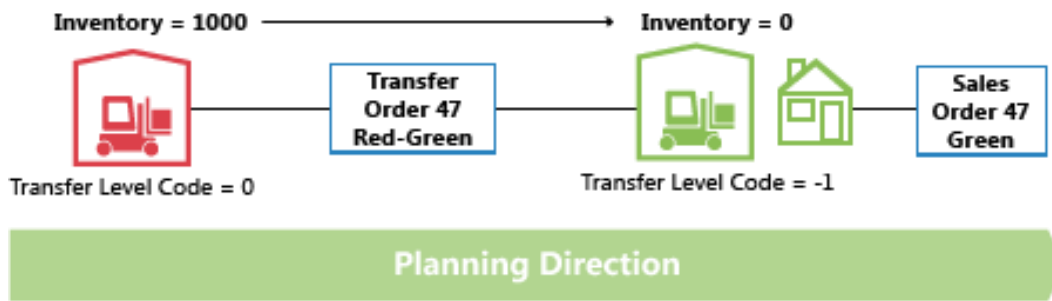 Inventory = 1000
Inventory = 0
Transfer
Order 47
Red-Green
Sales
Order 47
Green
Transfer Level Code = 0
Transfer Level Code = -1
Planning Direction